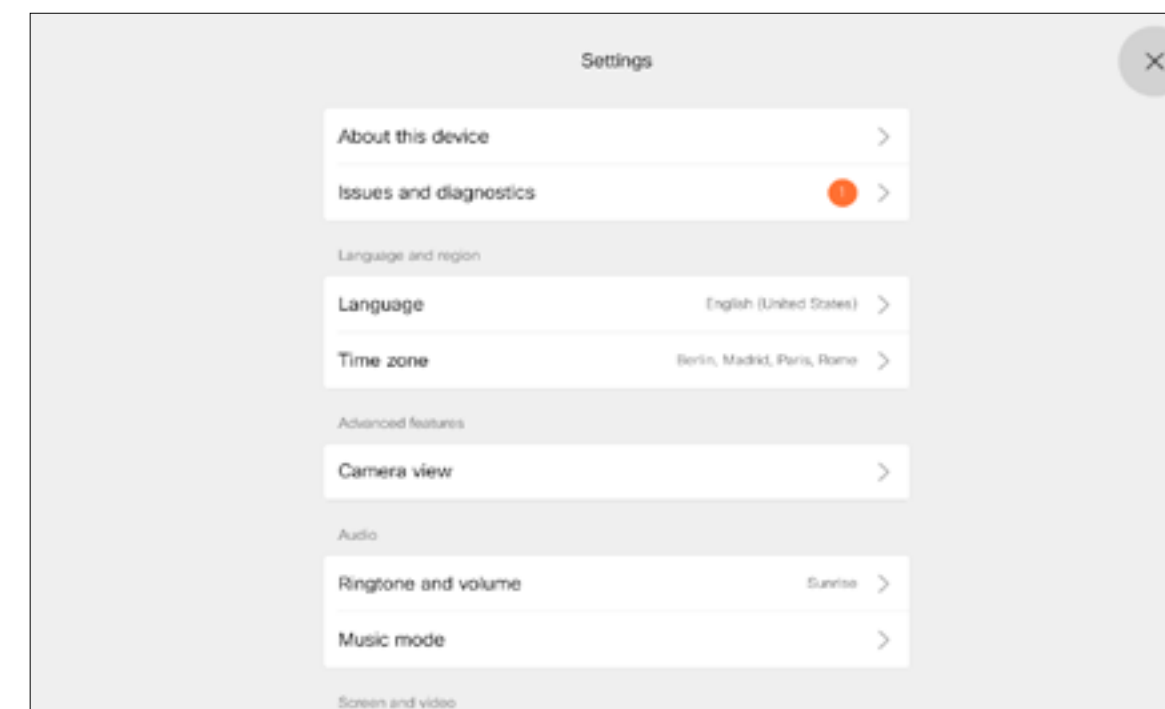 Settings
About this device
Issues and diagnostics 1
Language and region
Language English (United States)
Time zone Berlin, Madrid, Paris, Rome
Advanced features
Camera view
Audio
Ringtone and volume Sunrise
Music mode
Screen and video